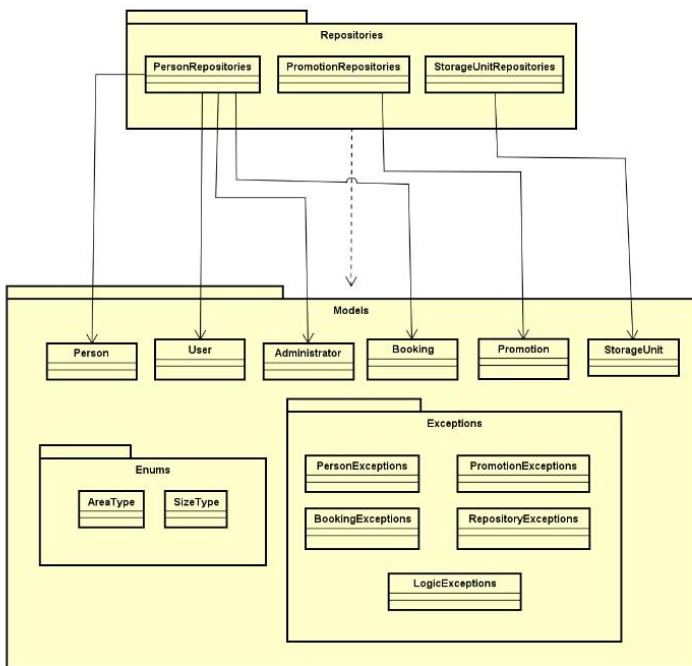 Repositories
PersonRepositories
PromotionRepositories
StorageUnitRepositories
Models
Person
User
Administrator
Booking
Promotion
StorageUnit
Exceptions
Enums
PersonExceptions
PromotionExceptions
AreaType
SizeType
BookingExceptions
RepositoryExceptions
LogicExceptions